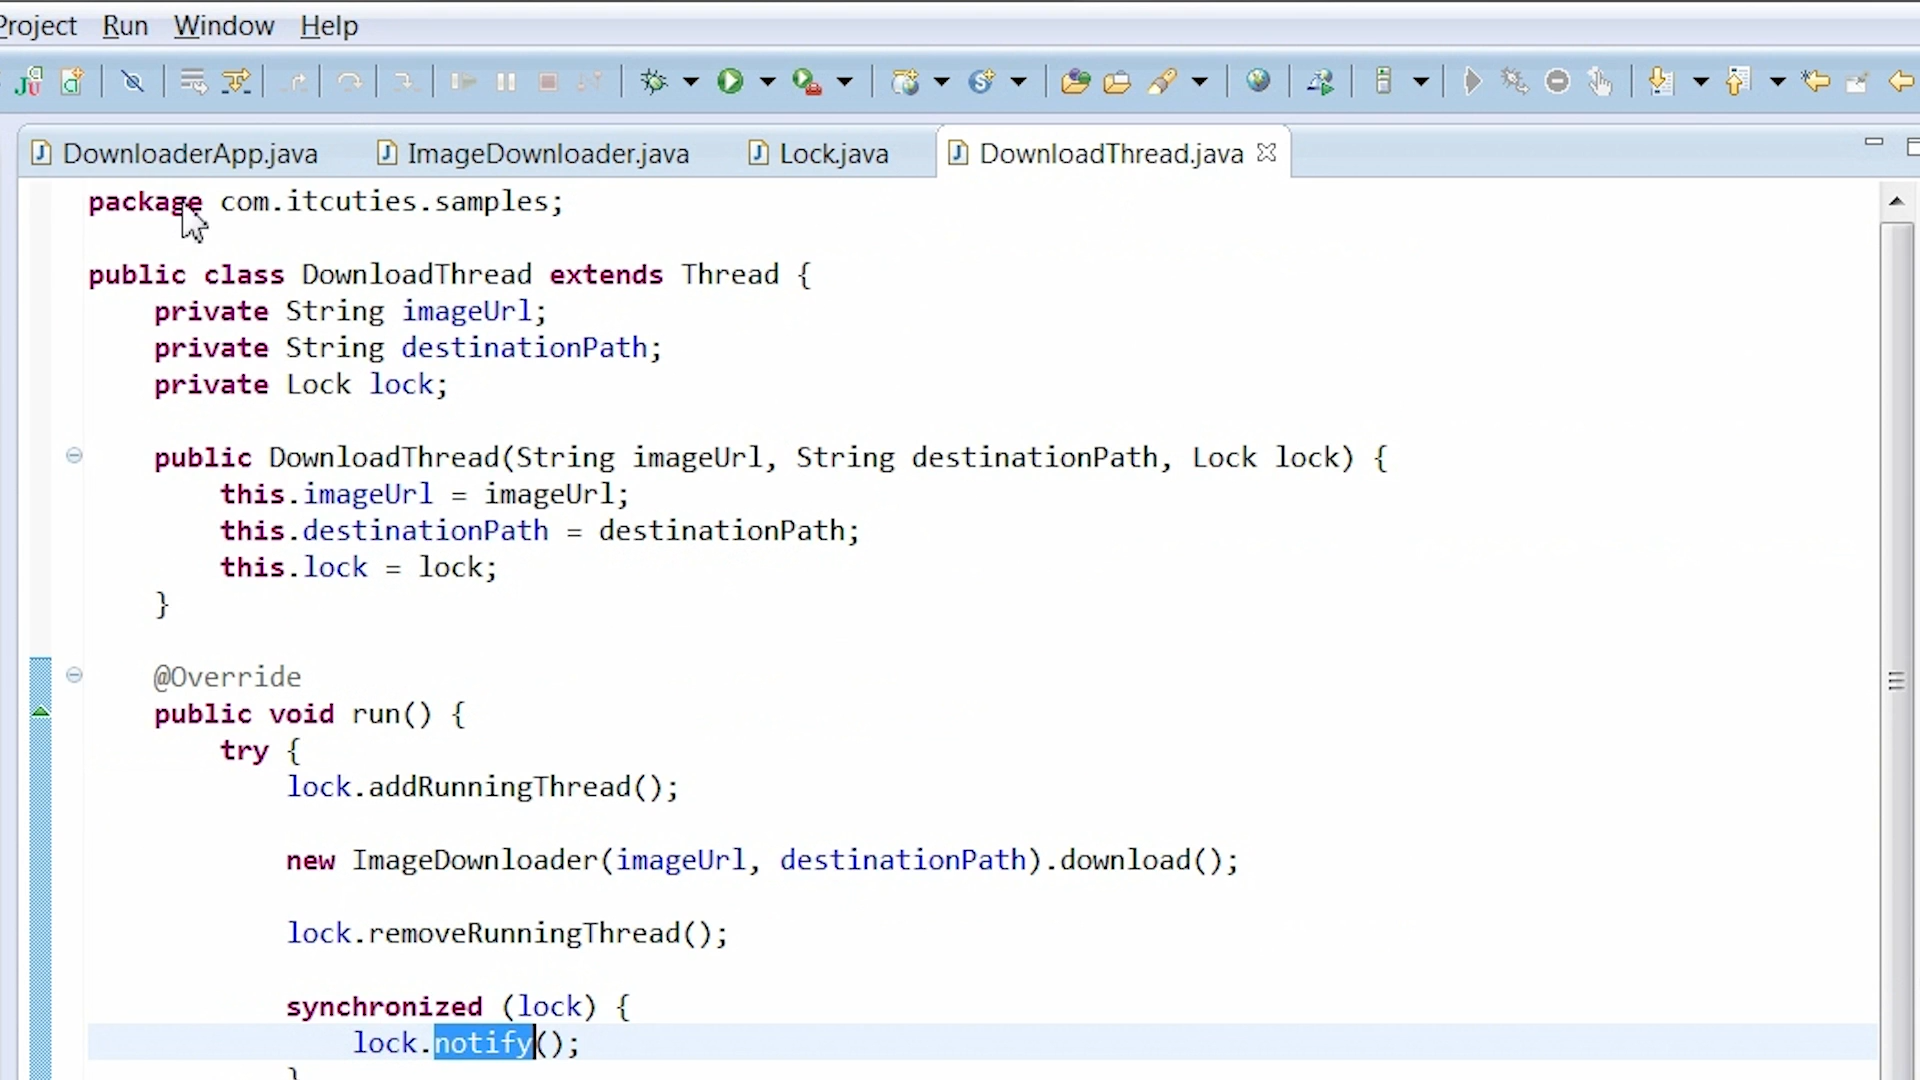 Project Run Window Help
DownloaderApp.java ImageDownloader.java Lock.java DownloadThread.java
package com.itcuties.samples;
public class DownloadThread extends Thread {
private String imageUrl;
private String destinationPath;
private Lock lock;
public DownloadThread(String imageUrl, String destinationPath, Lock lock) {
this.imageUrl = imageUrl;
this.destinationPath = destinationPath;
this.lock = lock;
}
@Override
public void run() {
try {
lock.addRunningThread();
new ImageDownloader(imageUrl, destinationPath).download();
lock.removeRunningThread();
synchronized (lock) {
lock.notify();
}